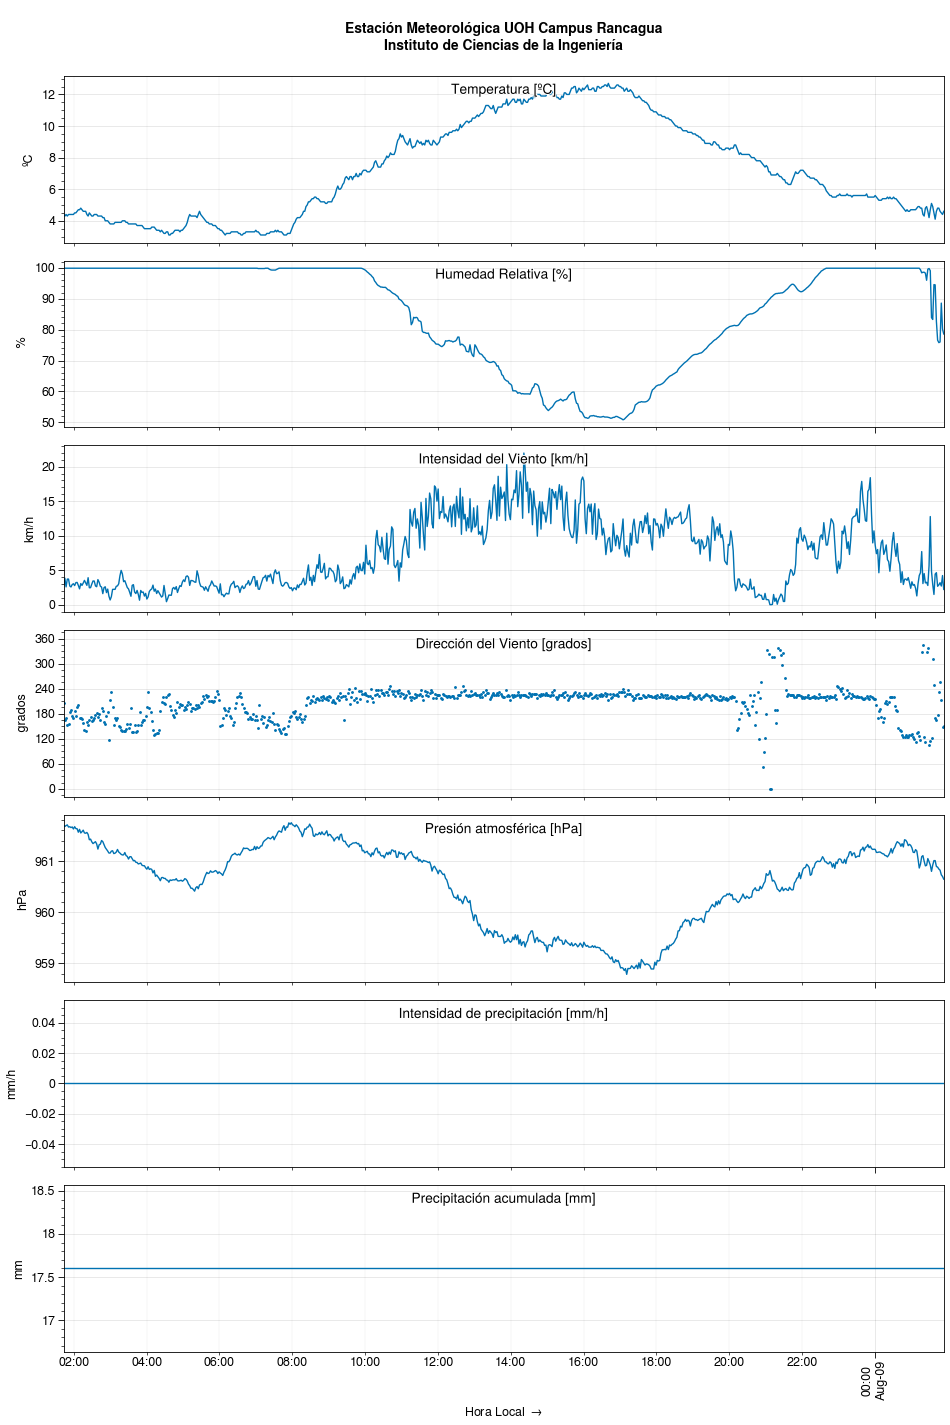 Estación Meteorológica UOH Campus Rancagua
Instituto de Ciencias de la Ingeniería
Temperatura [ºC]
ºC
12
10
8
6
4
Humedad Relativa [%]
%
100
90
80
70
60
50
Intensidad del Viento [km/h]
km/h
20
15
10
5
0
Dirección del Viento [grados]
grados
360
300
240
180
120
60
0
Presión atmosférica [hPa]
hPa
961
960
959
Intensidad de precipitación [mm/h]
mm/h
0.04
0.02
0
−0.02
−0.04
Precipitación acumulada [mm]
mm
18.5
18
17.5
17
02:00 04:00 06:00 08:00 10:00 12:00 14:00 16:00 18:00 20:00 22:00
00:00
Aug-09
Hora Local →